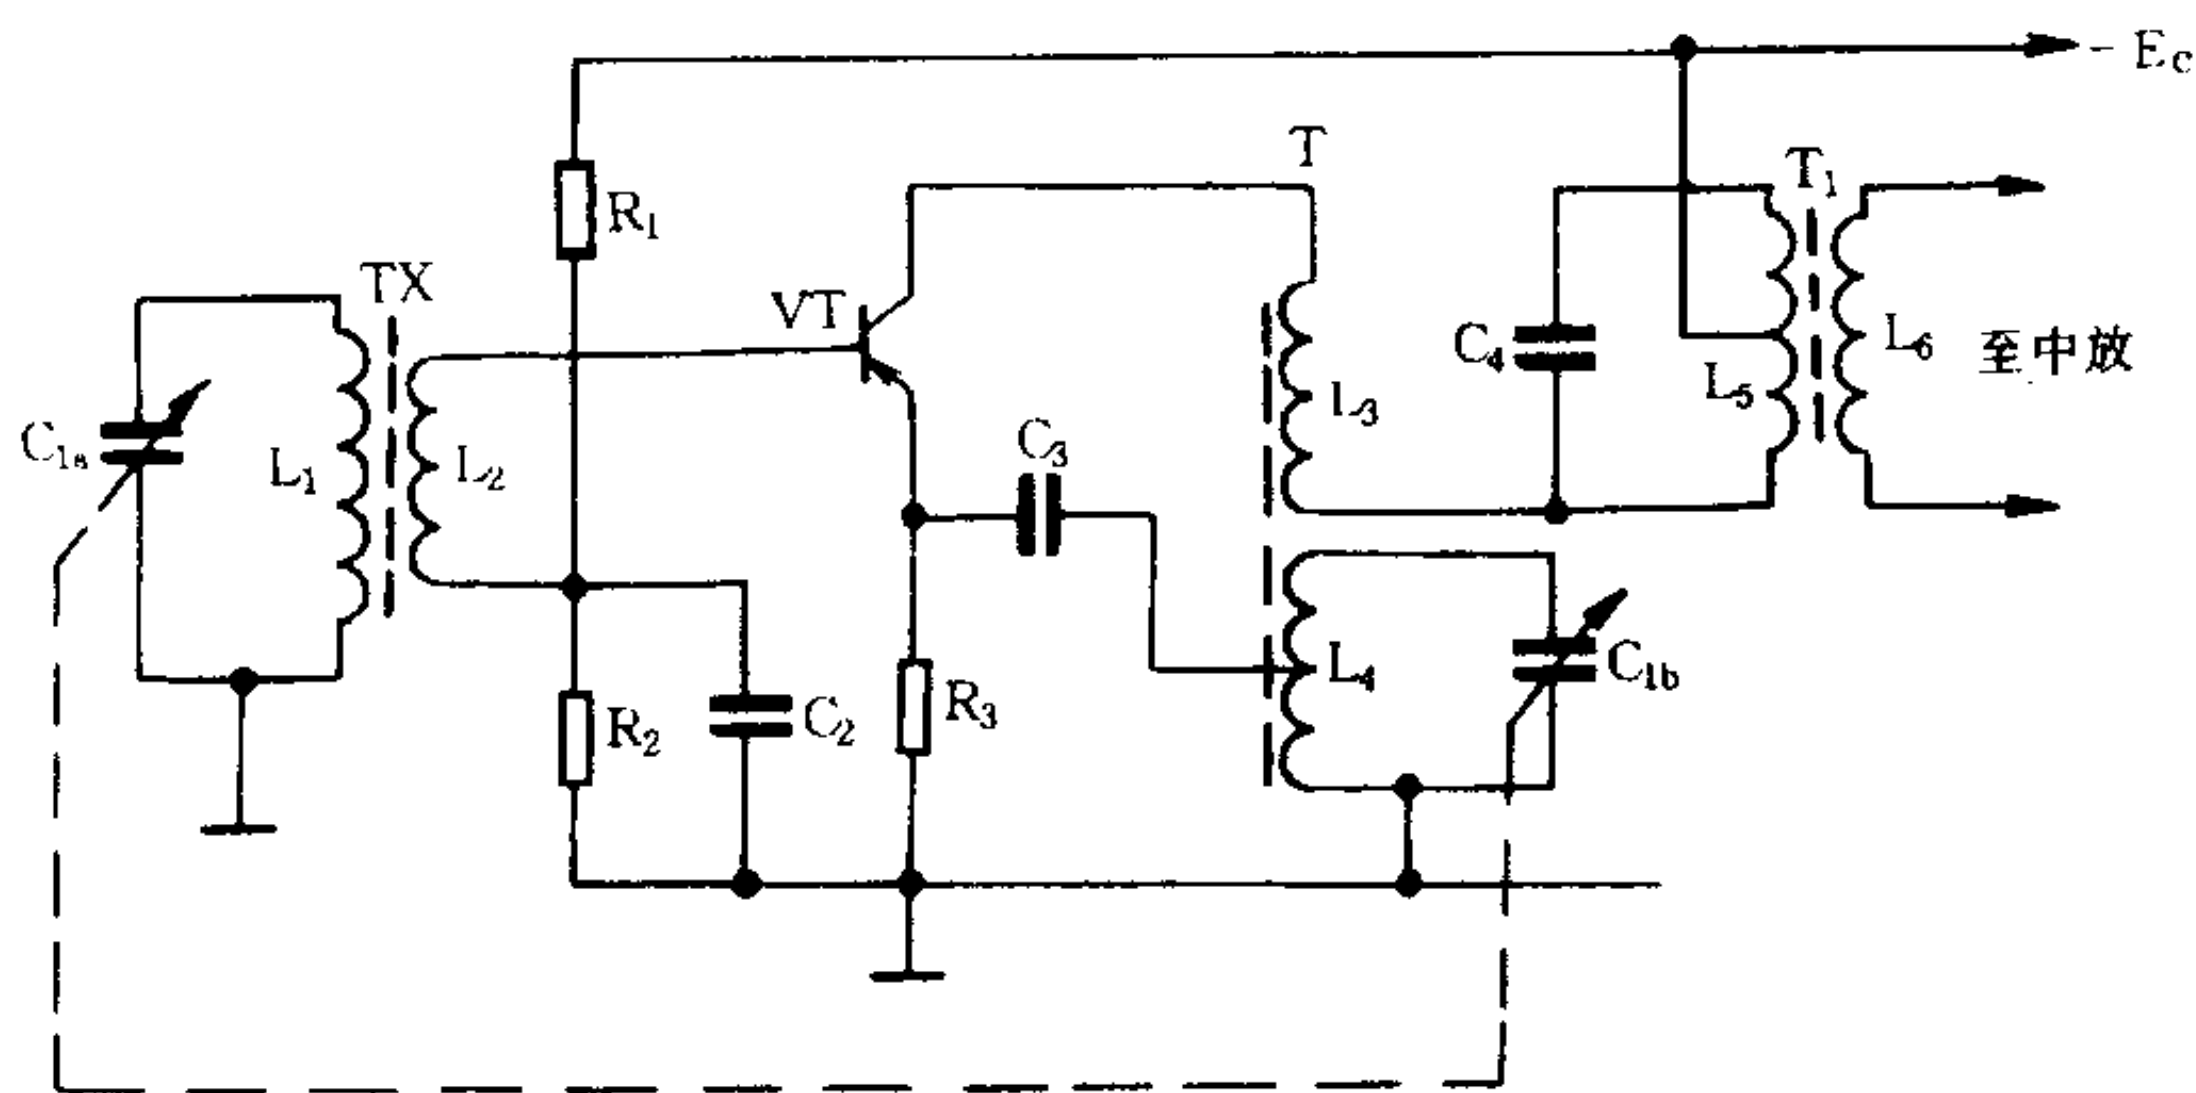 - Ec
T
T₁
R₁
TX
VT
C₄
L₆
至中放
L₅
L₃
C₁ₐ
L₁
L₂
C₃
L₄
C₁b
R₃
R₂
C₂